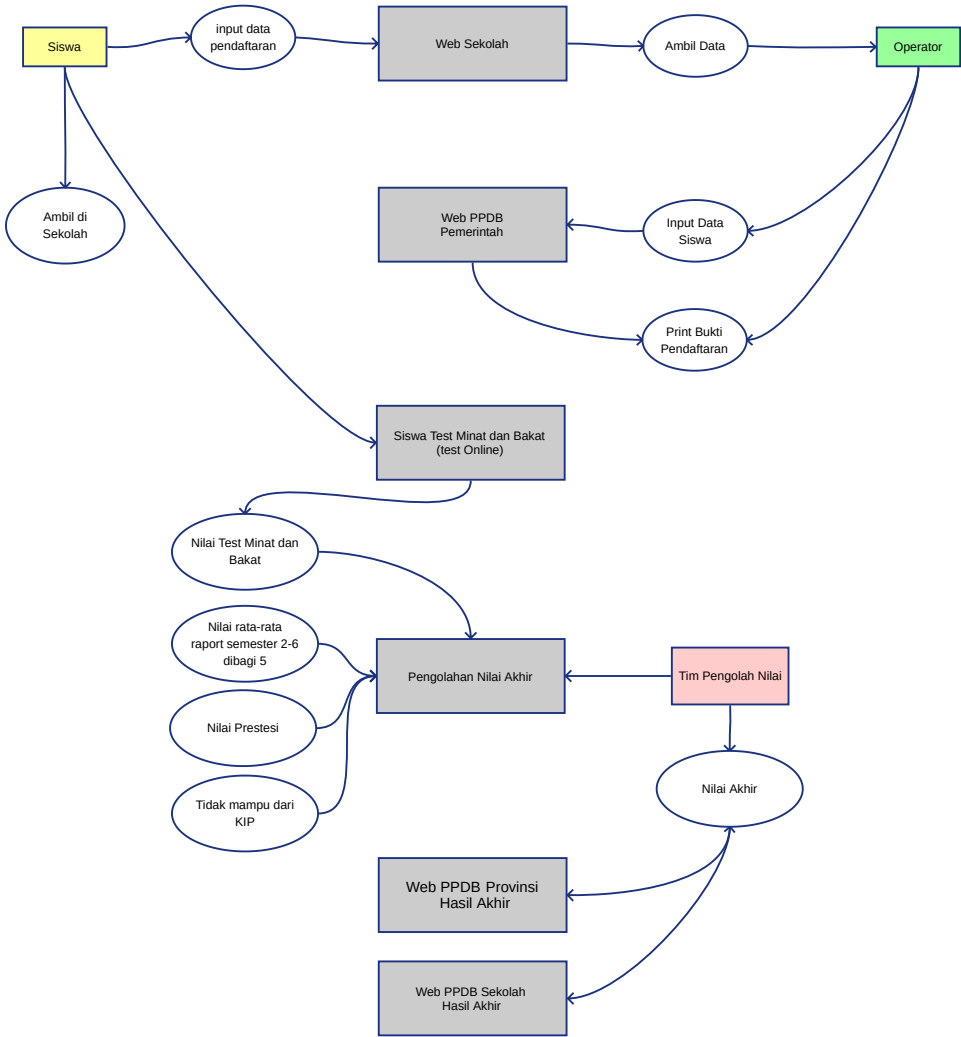 Siswa
input data
pendaftaran
Web Sekolah
Ambil Data
Operator
Ambil di
Sekolah
Web PPDB
Pemerintah
Input Data
Siswa
Print Bukti
Pendaftaran
Siswa Test Minat dan Bakat
(test Online)
Nilai Test Minat dan
Bakat
Nilai rata-rata
raport semester 2-6
dibagi 5
Pengolahan Nilai Akhir
Tim Pengolah Nilai
Nilai Prestesi
Nilai Akhir
Tidak mampu dari
KIP
Web PPDB Provinsi
Hasil Akhir
Web PPDB Sekolah
Hasil Akhir